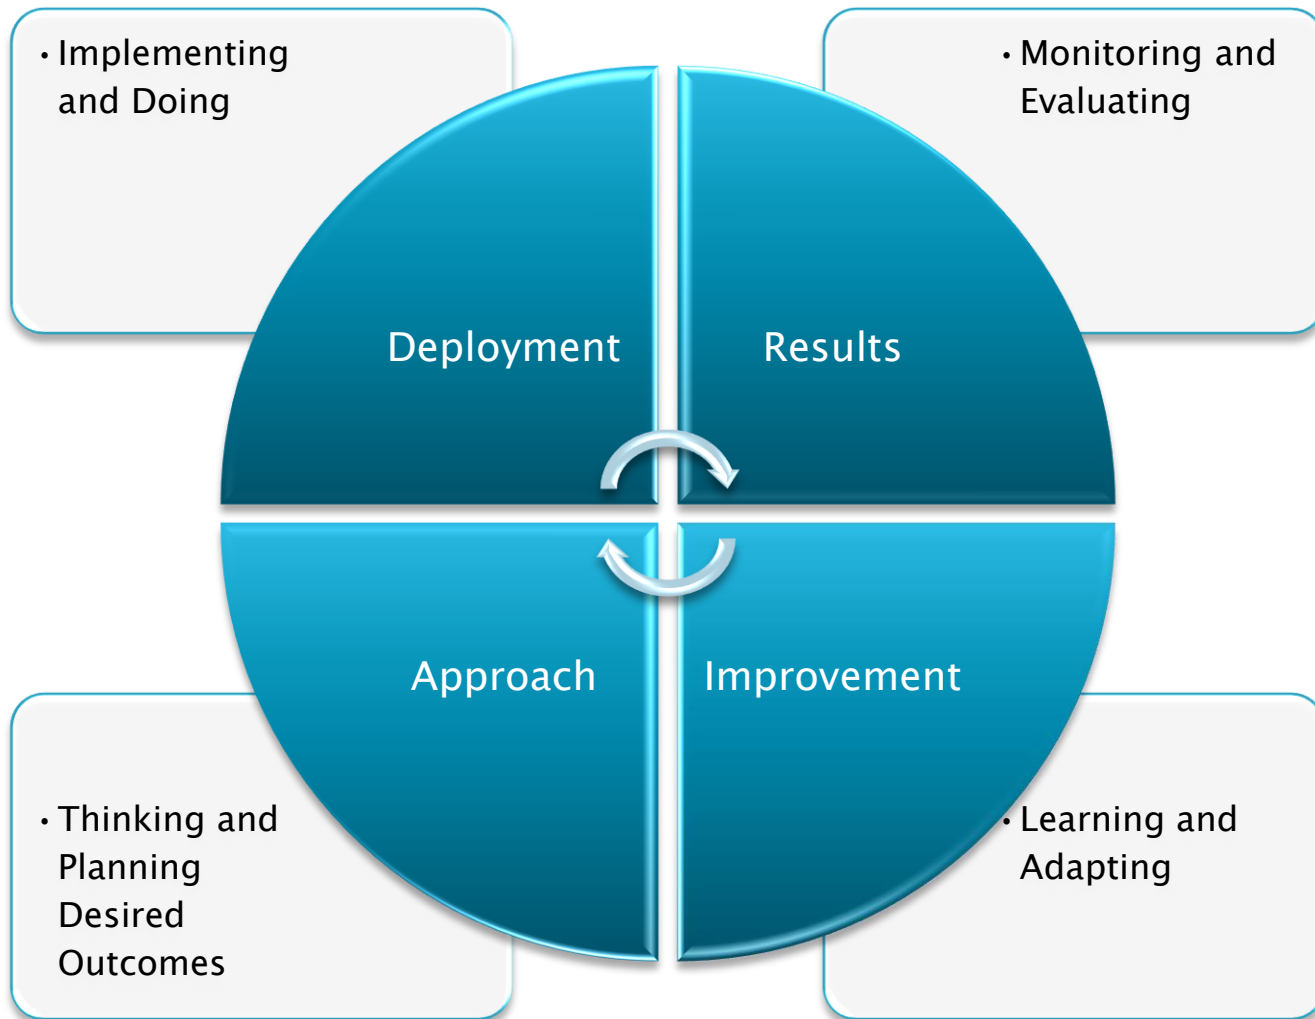 • Implementing
and Doing
• Monitoring and
Evaluating
Deployment
Results
Approach
Improvement
• Thinking and
Planning
Desired
Outcomes
• Learning and
Adapting